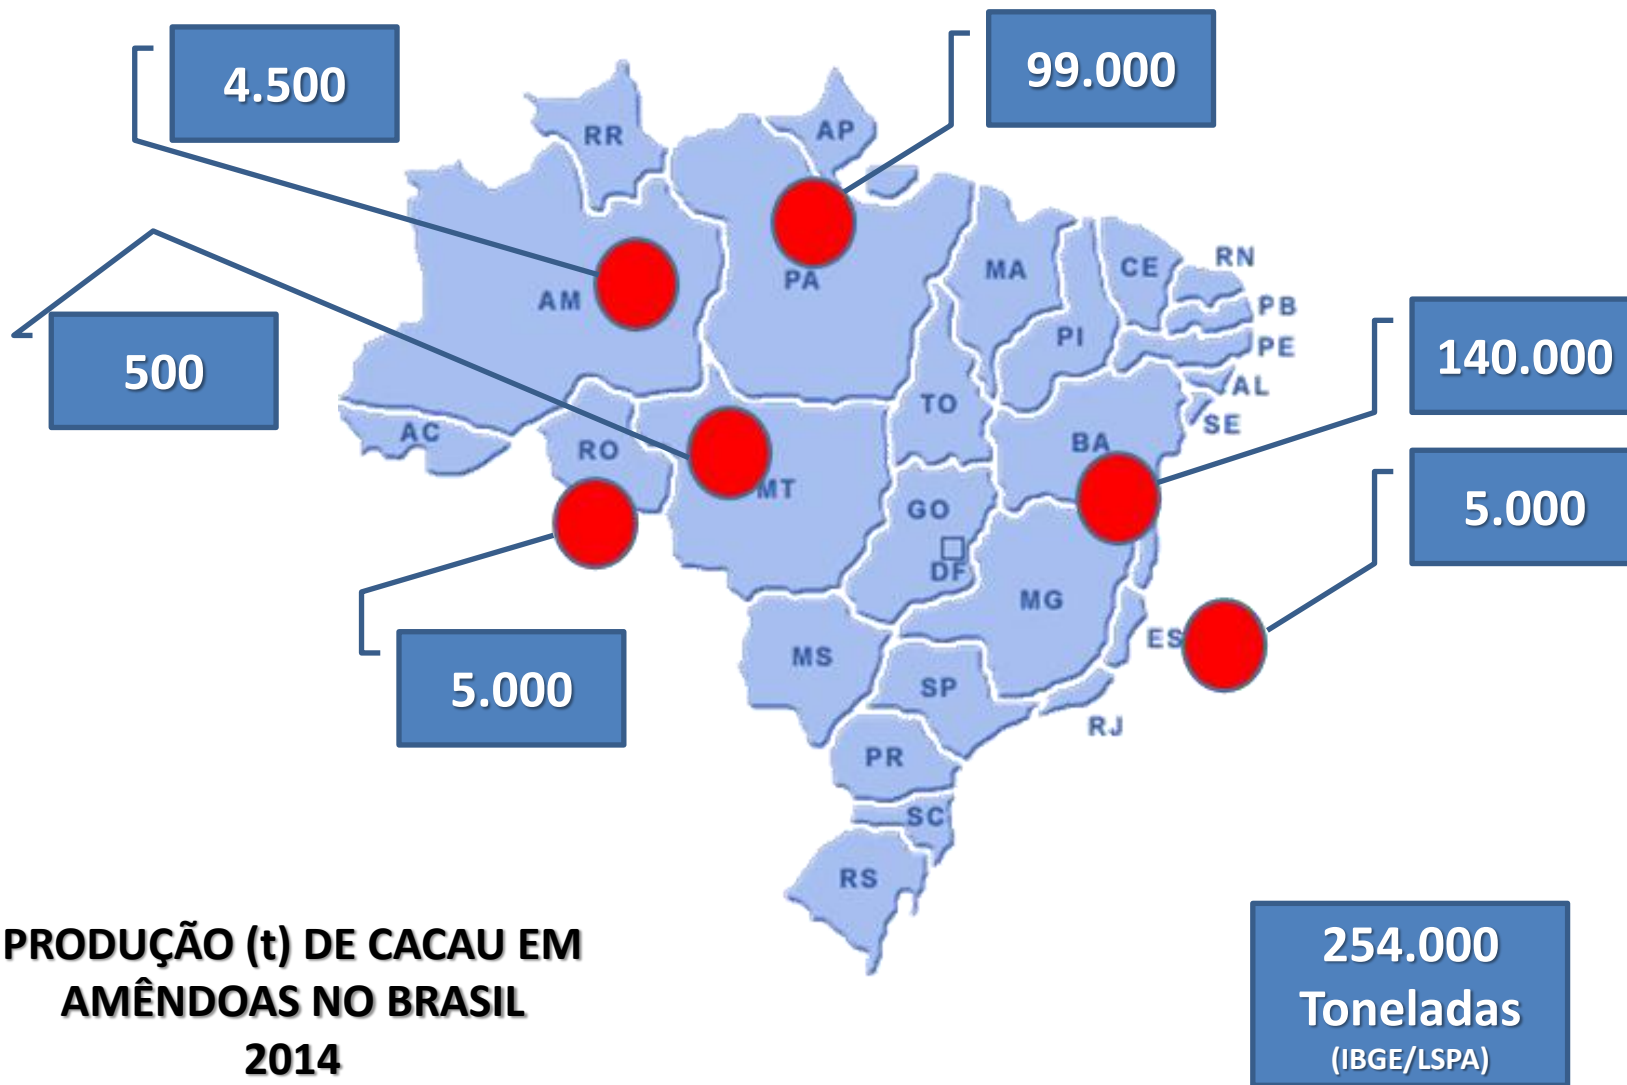 4.500
99.000
RR
AP
PA
AM
MA
CE
RN
PB
PI
PE
AL
500
140.000
TO
SE
AC
RO
BA
MT
GO
5.000
DF
MG
ES
MS
5.000
SP
RJ
PR
SC
RS
PRODUÇÃO (t) DE CACAU EM
AMÊNDOAS NO BRASIL
2014
254.000
Toneladas
(IBGE/LSPA)